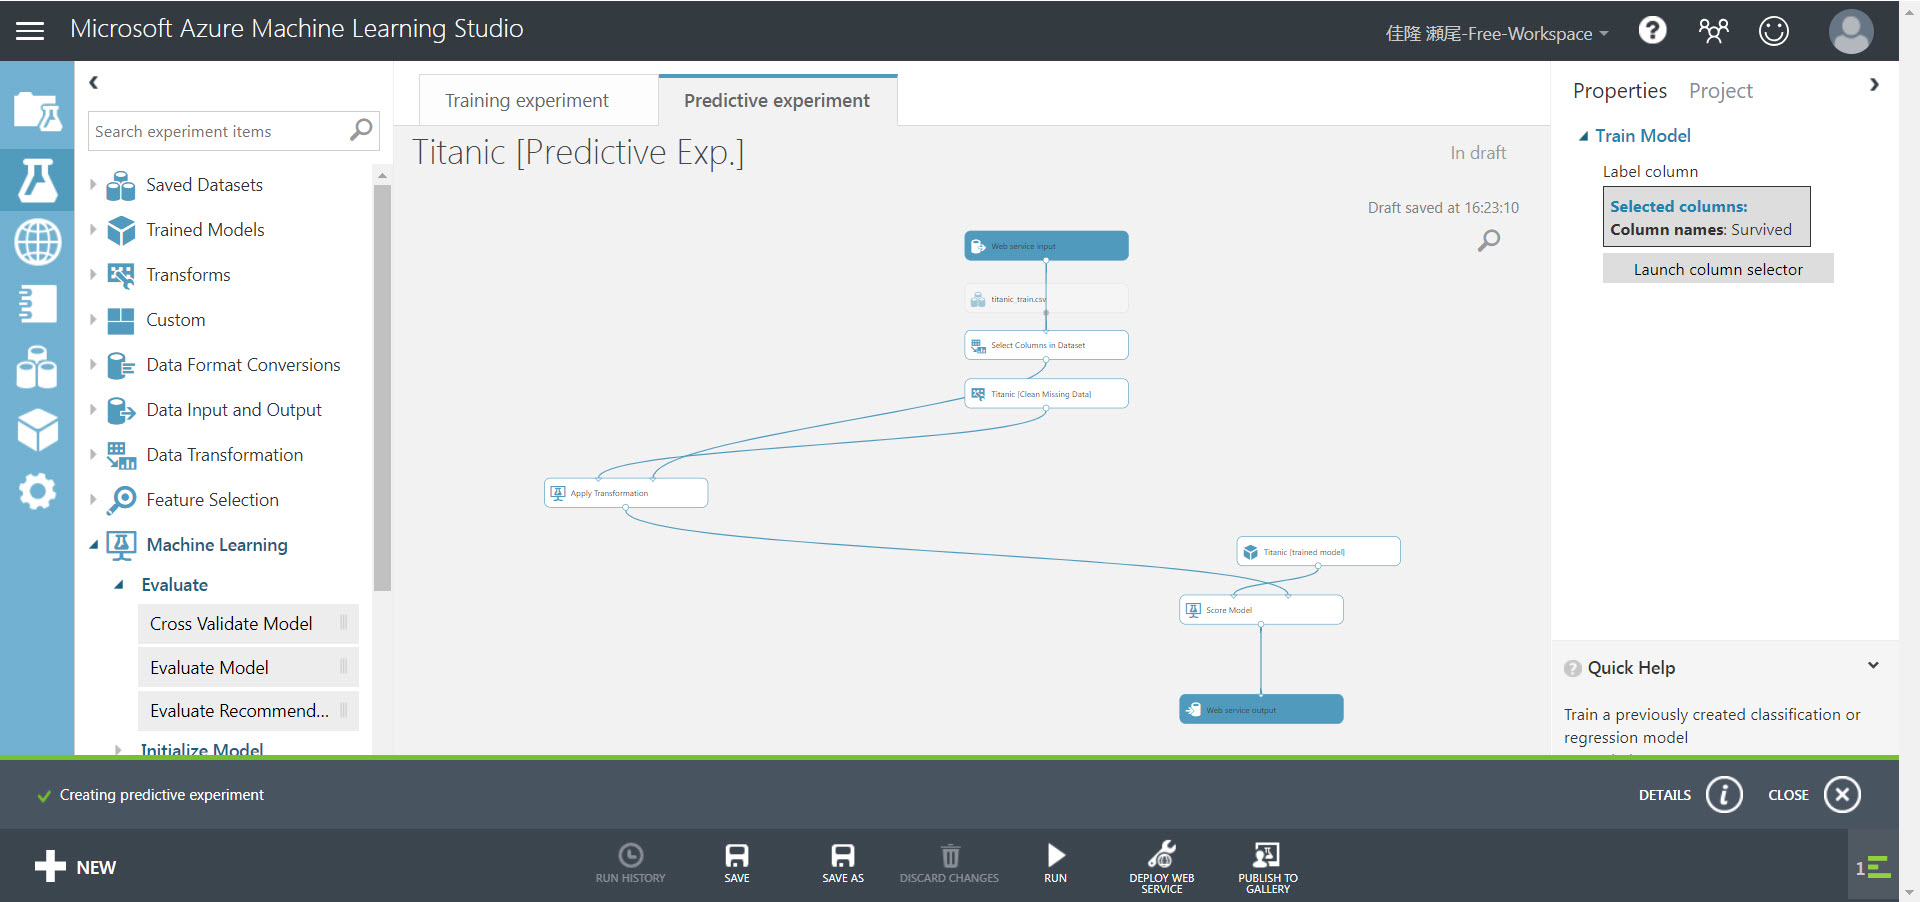 Microsoft Azure Machine Learning Studio
佳隆 瀬尾-Free-Workspace
Search experiment items
Saved Datasets
Trained Models
Transforms
Custom
Data Format Conversions
Data Input and Output
Data Transformation
Feature Selection
Machine Learning
Evaluate
Cross Validate Model
Evaluate Model
Evaluate Recommend...
Initialize Model
Training experiment
Predictive experiment
Titanic [Predictive Exp.]
In draft
Draft saved at 16:23:10
Web service input
titanic_train.csv
Select Columns in Dataset
Titanic [Clean Missing Data]
Apply Transformation
Titanic [trained model]
Score Model
Web service output
Properties
Project
Train Model
Label column
Selected columns:
Column names: Survived
Launch column selector
Quick Help
Train a previously created classification or
regression model
Creating predictive experiment
DETAILS
CLOSE
NEW
RUN HISTORY
SAVE
SAVE AS
DISCARD CHANGES
RUN
DEPLOY WEB
SERVICE
PUBLISH TO
GALLERY
1